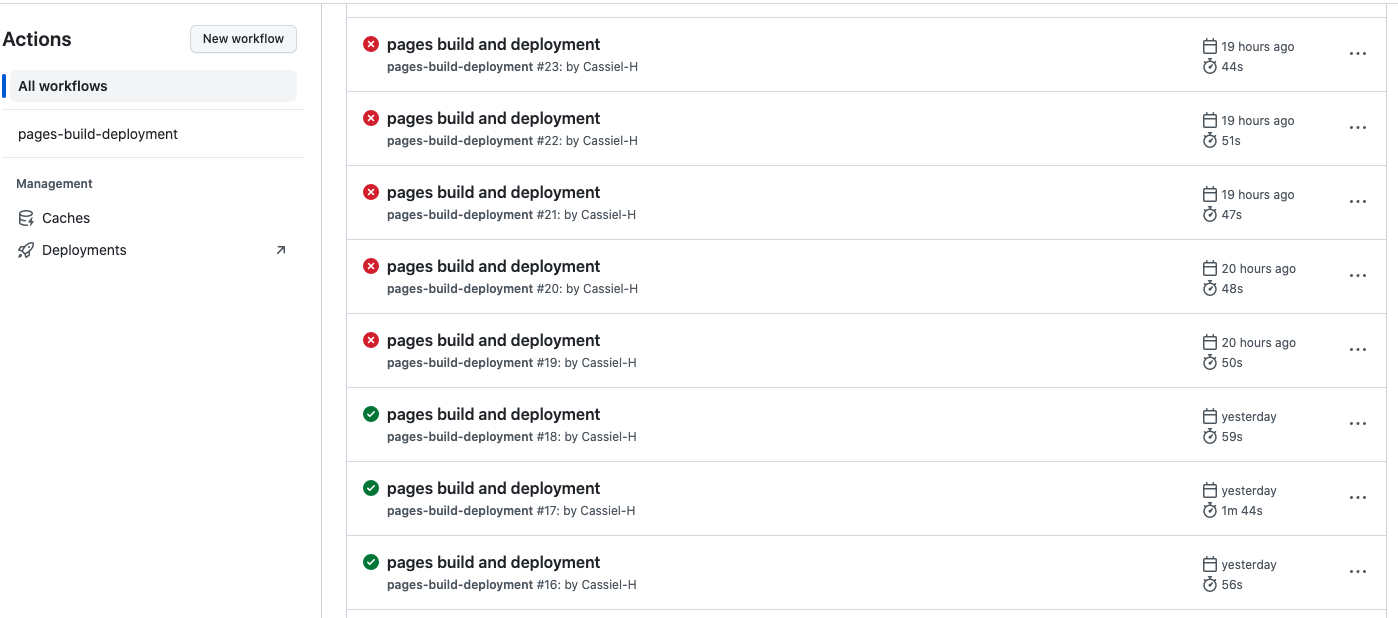 Actions
New workflow
All workflows
pages-build-deployment
Management
Caches
Deployments
pages build and deployment
19 hours ago
pages-build-deployment #23: by Cassiel-H
44s
pages build and deployment
19 hours ago
pages-build-deployment #22: by Cassiel-H
51s
pages build and deployment
19 hours ago
pages-build-deployment #21: by Cassiel-H
47s
pages build and deployment
20 hours ago
pages-build-deployment #20: by Cassiel-H
48s
pages build and deployment
20 hours ago
pages-build-deployment #19: by Cassiel-H
50s
pages build and deployment
yesterday
pages-build-deployment #18: by Cassiel-H
59s
pages build and deployment
yesterday
pages-build-deployment #17: by Cassiel-H
1m 44s
pages build and deployment
yesterday
pages-build-deployment #16: by Cassiel-H
56s